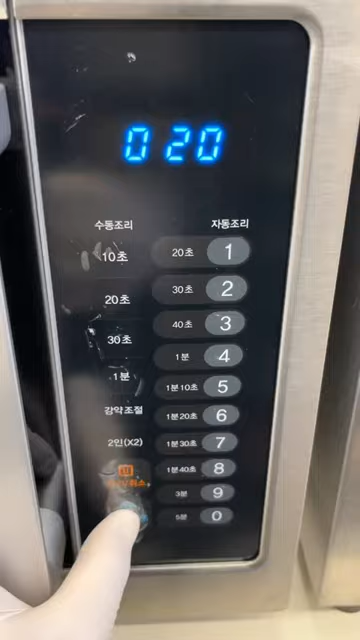 0 20
수동조리 자동조리
10초 20초 1
20초 30초 2
30초 40초 3
1분 1분 4
1분10초 5
강약조절 1분20초 6
2인(X2) 1분30초 7
1분40초 8
취소 3분 9
5분 0